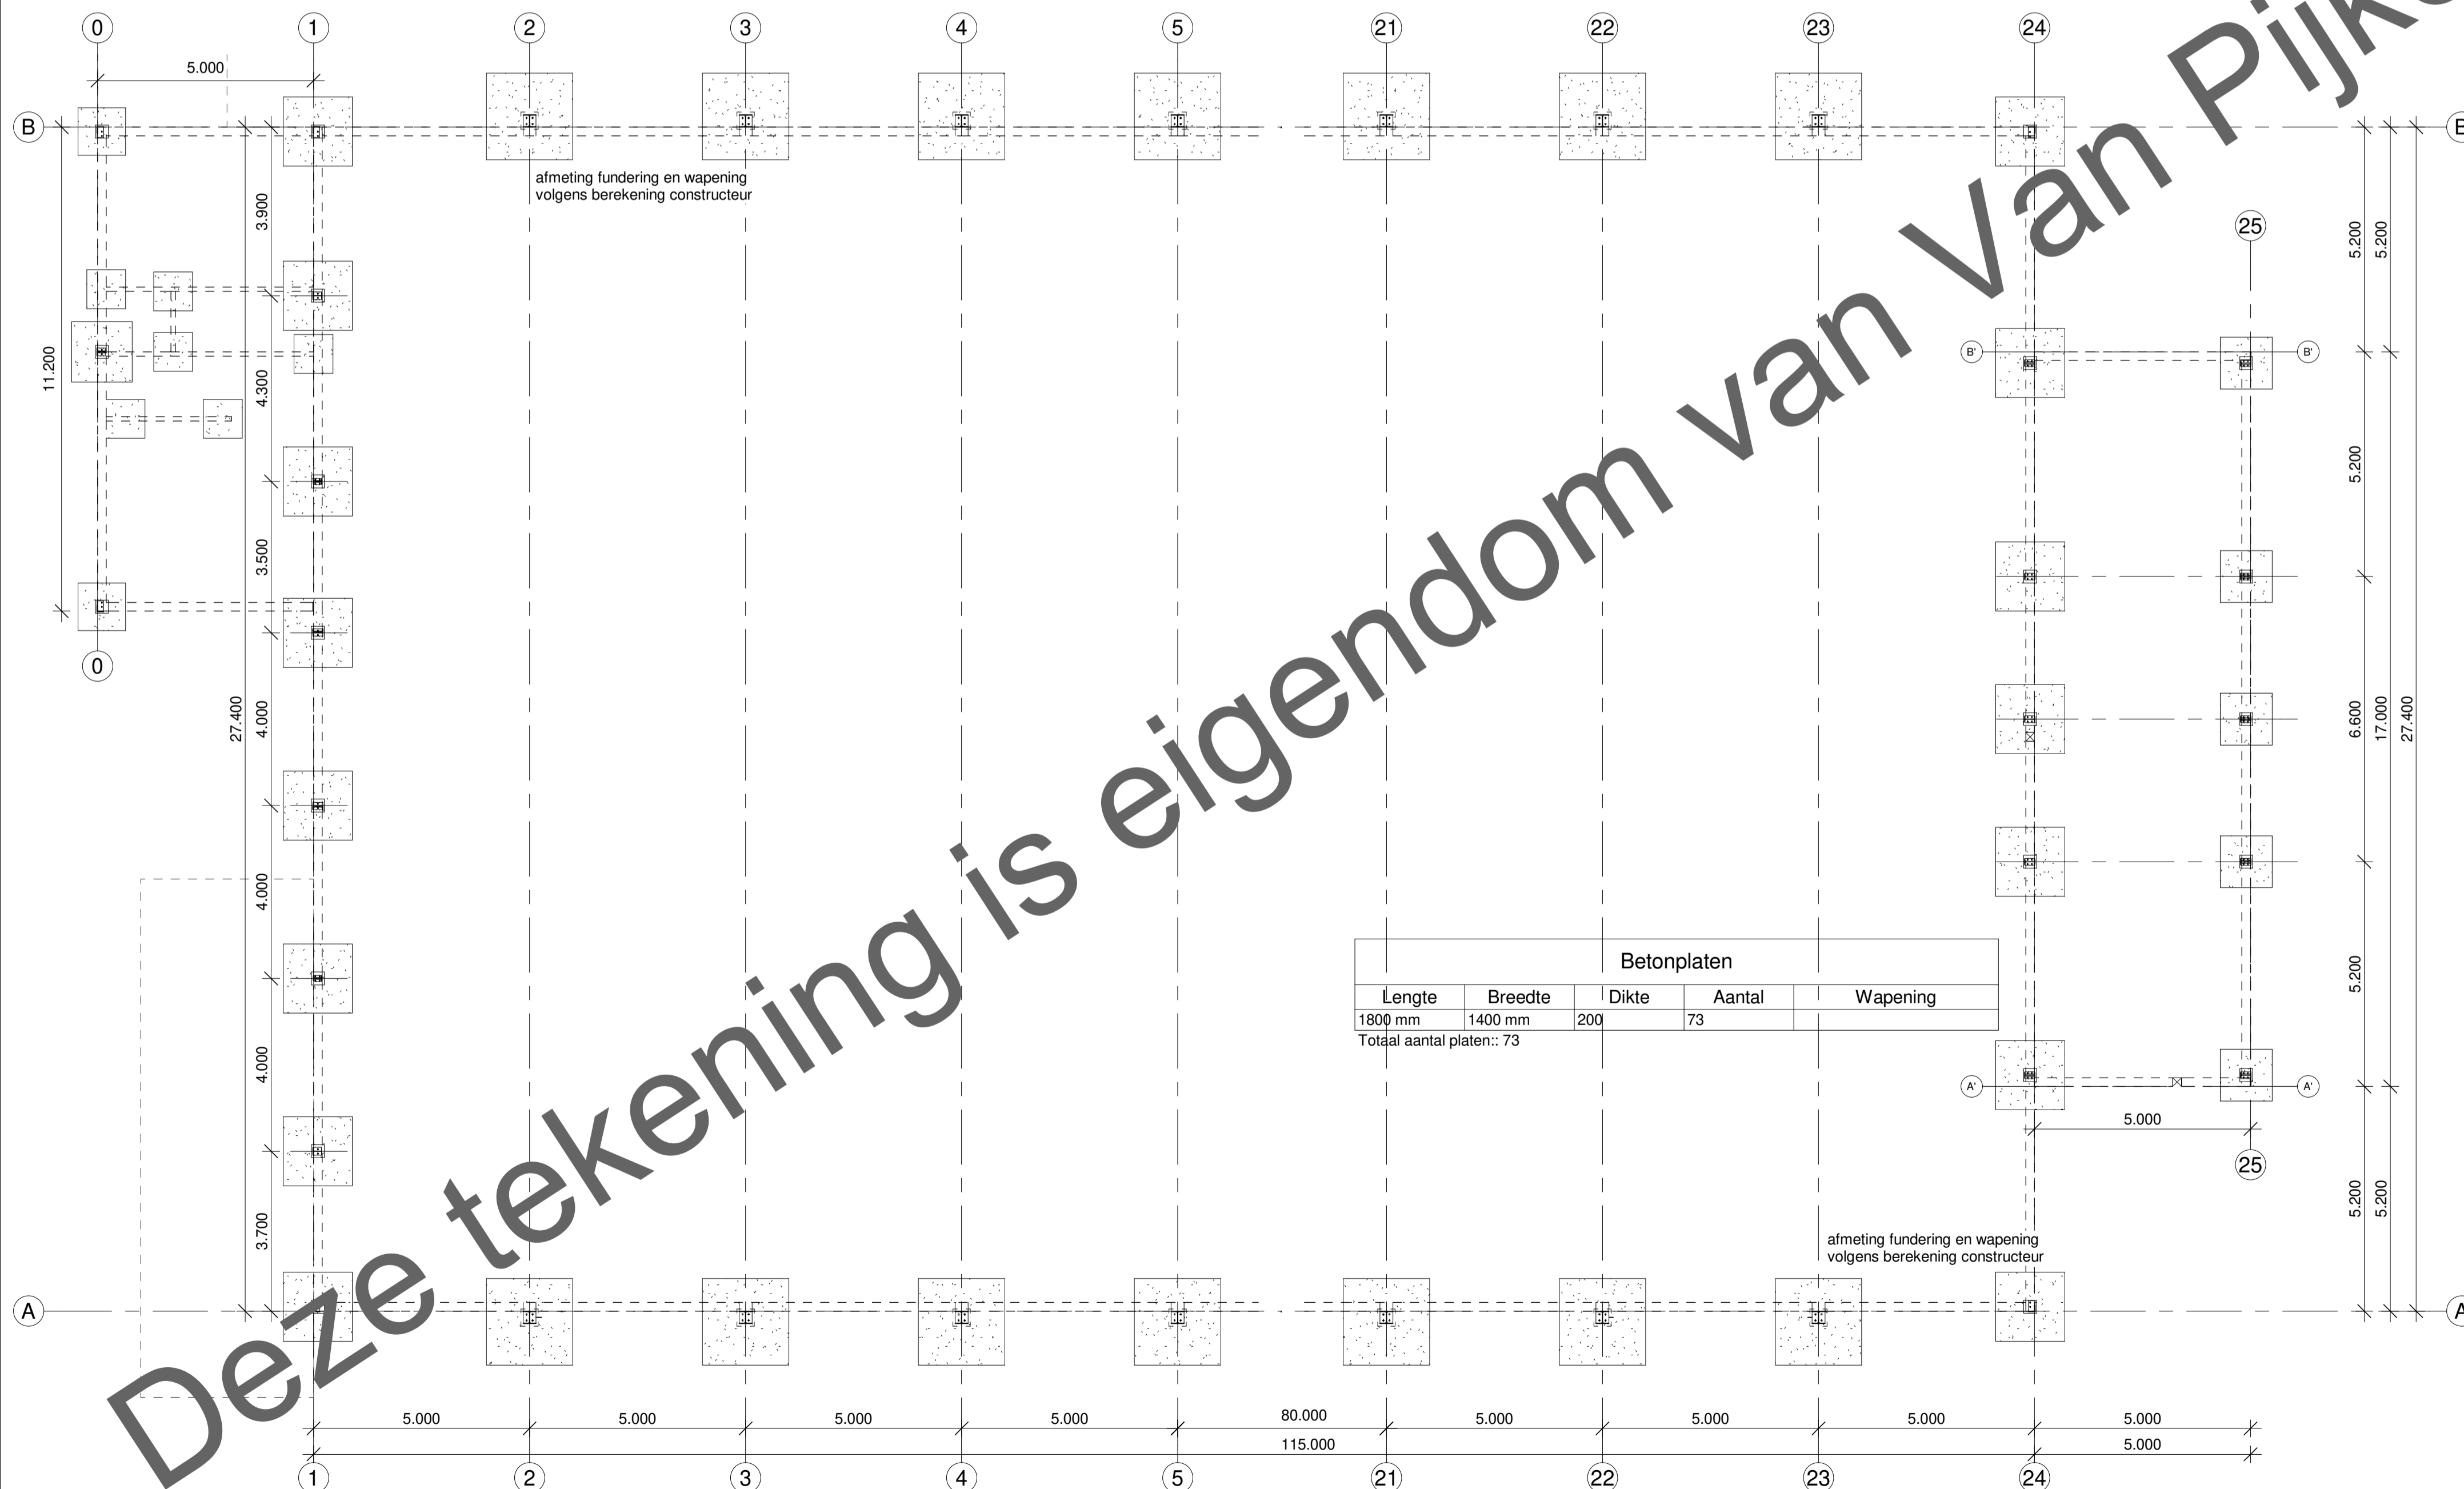 0 1 2 3 4 5 21 22 23 24
5.000
B
afmeting fundering en wapening
volgens berekening constructeur
3.900
4.300
3.500
4.000
4.000
4.000
3.700
27.400
11.200
0
25
B' B'
5.200
5.200
6.600
5.200
5.200
5.200
17.000
5.200
27.400
Betonplaten
Lengte Breedte Dikte Aantal Wapening
1800 mm 1400 mm 200 73
Totaal aantal platen:: 73
A' A'
5.000
25
afmeting fundering en wapening
volgens berekening constructeur
A
5.000 5.000 5.000 5.000 80.000 5.000 5.000 5.000 5.000
115.000 5.000
1 2 3 4 5 21 22 23 24
Deze tekening is eigendom van Van